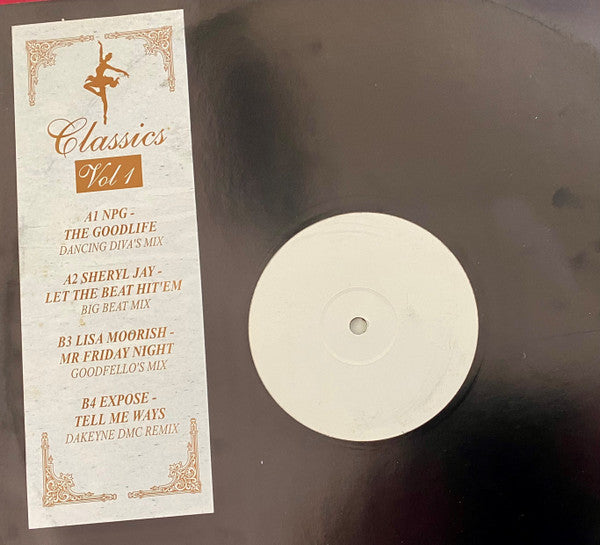 Classics
Vol 1
A1 NPG -
THE GOODLIFE
DANCING DIVA'S MIX
A2 SHERYL JAY -
LET THE BEAT HIT'EM
BIG BEAT MIX
B3 LISA MOORISH -
MR FRIDAY NIGHT
GOODFELLO'S MIX
B4 EXPOSE -
TELL ME WAYS
DAKEYNE DMC REMIX